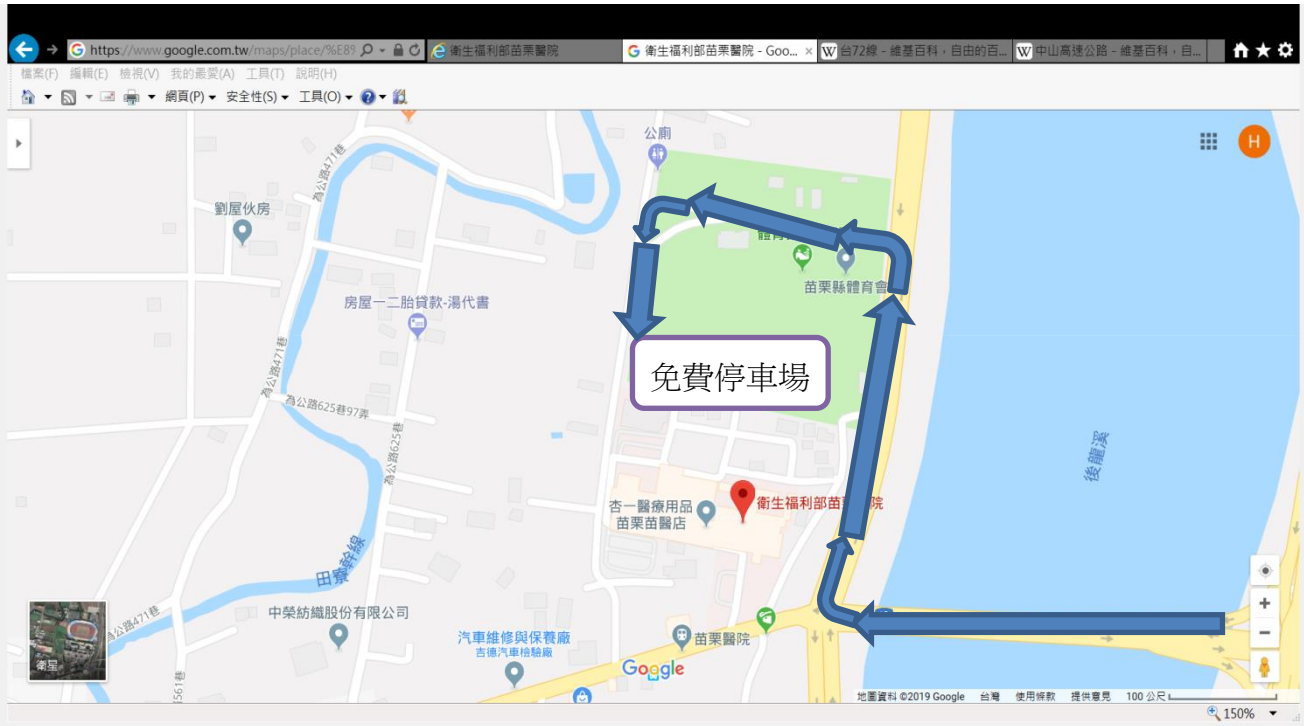 https://www.google.com.tw/maps/place/%E89
衛生福利部苗栗醫院
衛生福利部苗栗醫院 - Goo...
台72線 - 維基百科，自由的百...
中山高速公路 - 維基百科，自...
檔案(F) 編輯(E) 檢視(V) 我的最愛(A) 工具(T) 說明(H)
網頁(P) 安全性(S) 工具(O)
H
公廁
為公路471巷
劉屋伙房
苗栗縣體育會
房屋一二胎貸款-湯代書
免費停車場
為公路471巷
為公路625巷97弄
為公路625巷
後龍溪
杏一醫療用品
苗栗苗醫店
衛生福利部苗
院
田寮幹線
中榮紡織股份有限公司
471巷
汽車維修與保養廠
吉德汽車檢驗廠
苗栗醫院
衛星
Google
561巷
地圖資料 ©2019 Google 台灣 使用條款 提供意見 100 公尺
150%